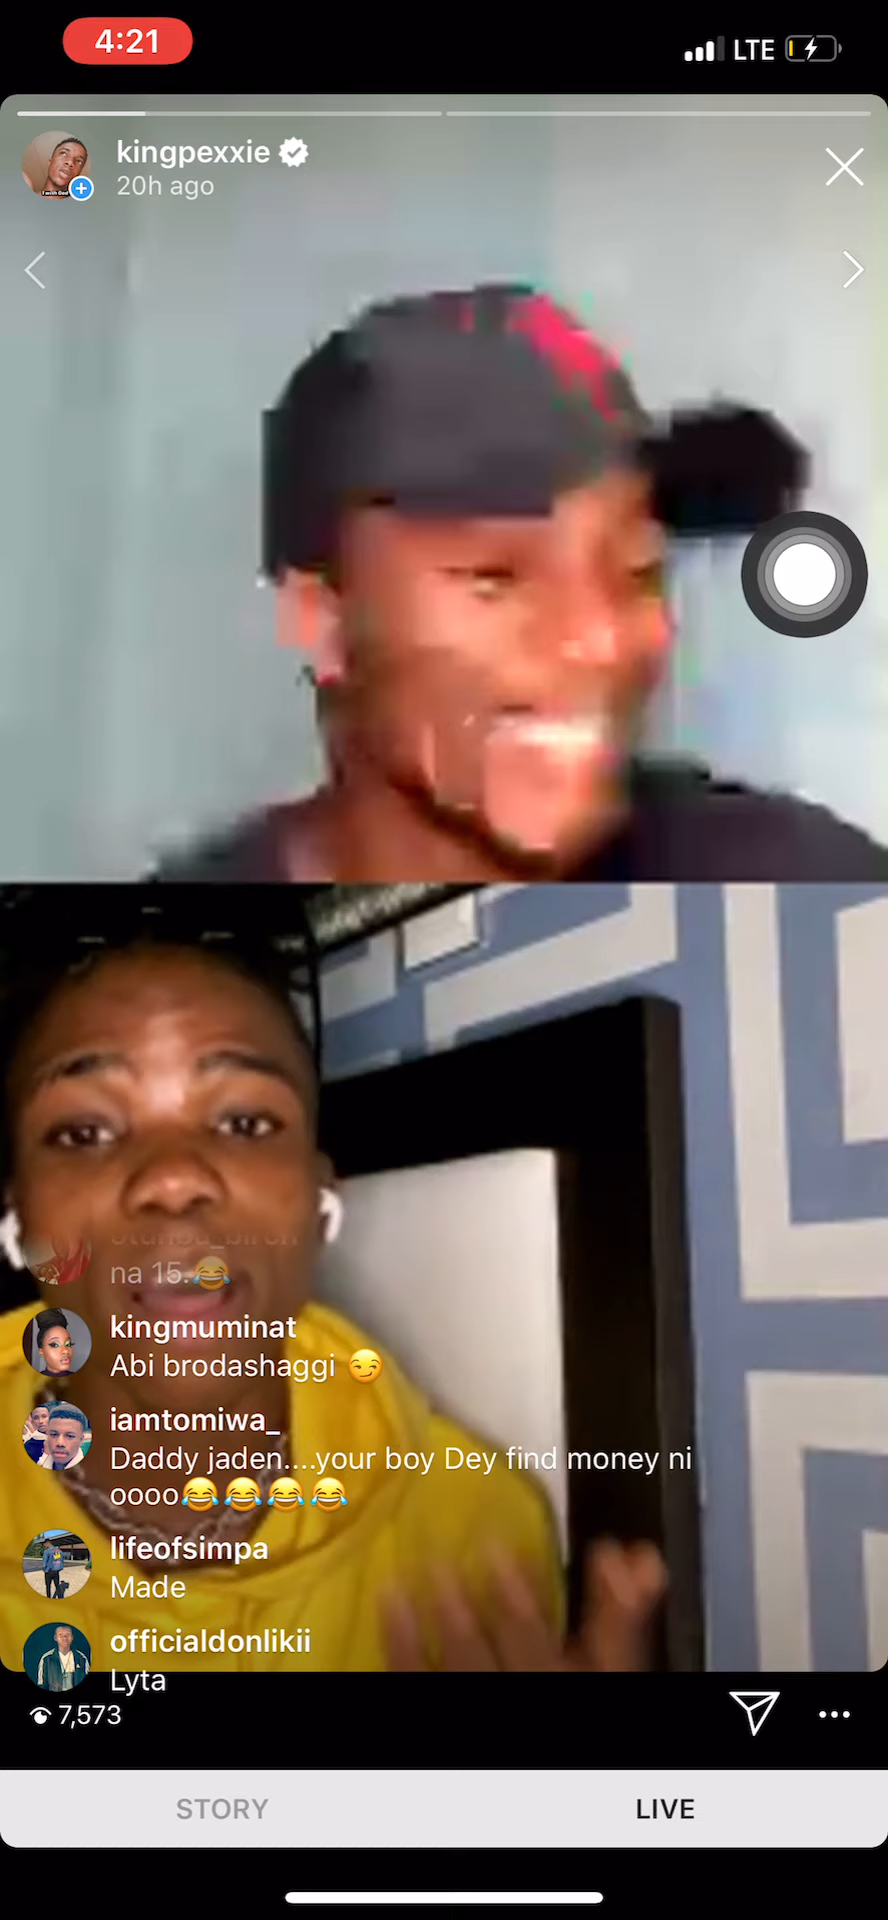 4:21
LTE
kingpexxie
20h ago
na 15.😂
kingmuminat
Abi brodashaggi 😏
iamtomiwa_
Daddy jaden....your boy Dey find money ni
oooo😂😂😂😂
lifeofsimpa
Made
officialdonlikii
Lyta
7,573
STORY
LIVE